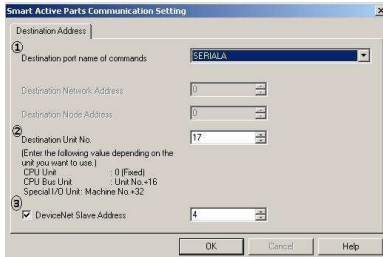 Smart Active Parts Communication Setting
Destination Address
①
Destination port name of commands
SERIALA
Destination Network Address
0
Destination Node Address
0
②
Destination Unit No.
17
(Enter the following value depending on the
unit you want to use.)
CPU Unit : 0 (Fixed)
CPU Bus Unit : Unit No.+16
Special I/O Unit: Machine No.+32
③
DeviceNet Slave Address
4
OK
Cancel
Help